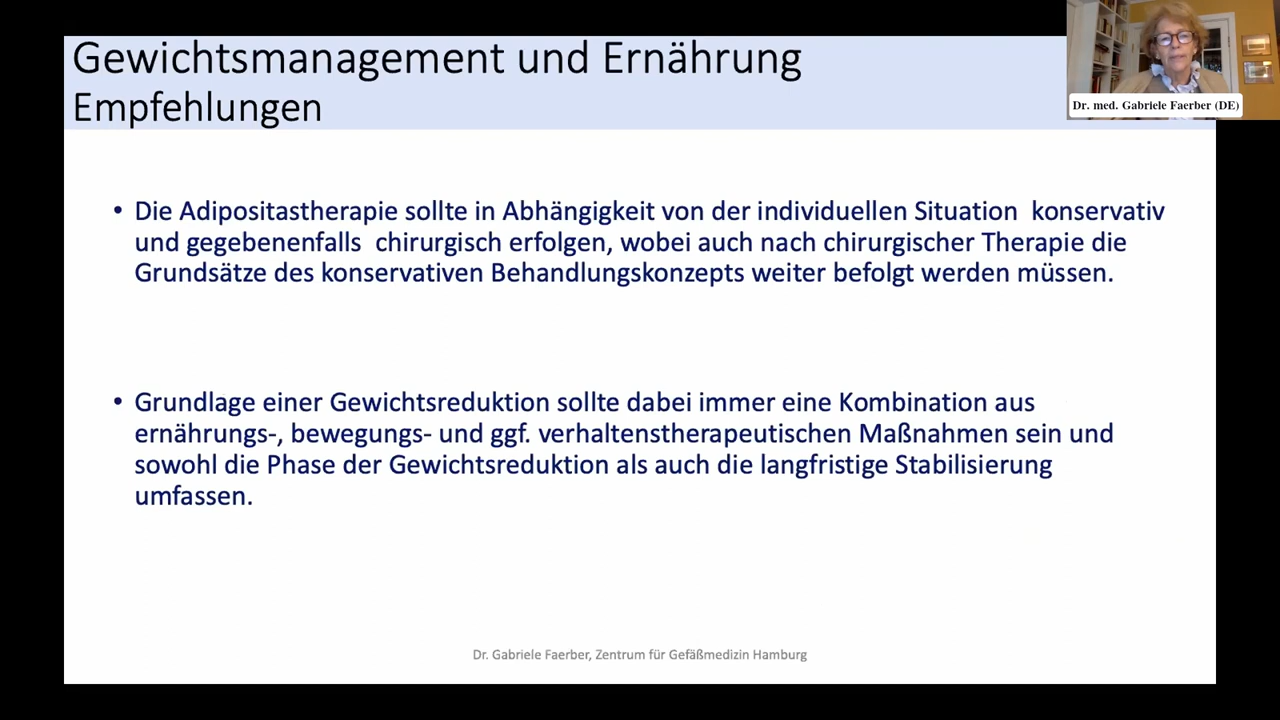 Gewichtsmanagement und Ernährung
Empfehlungen
Dr. med. Gabriele Faerber (DE)
• Die Adipositastherapie sollte in Abhängigkeit von der individuellen Situation  konservativ
und gegebenenfalls  chirurgisch erfolgen, wobei auch nach chirurgischer Therapie die
Grundsätze des konservativen Behandlungskonzepts weiter befolgt werden müssen.
• Grundlage einer Gewichtsreduktion sollte dabei immer eine Kombination aus
ernährungs-, bewegungs- und ggf. verhaltenstherapeutischen Maßnahmen sein und
sowohl die Phase der Gewichtsreduktion als auch die langfristige Stabilisierung
umfassen.
Dr. Gabriele Faerber, Zentrum für Gefäßmedizin Hamburg